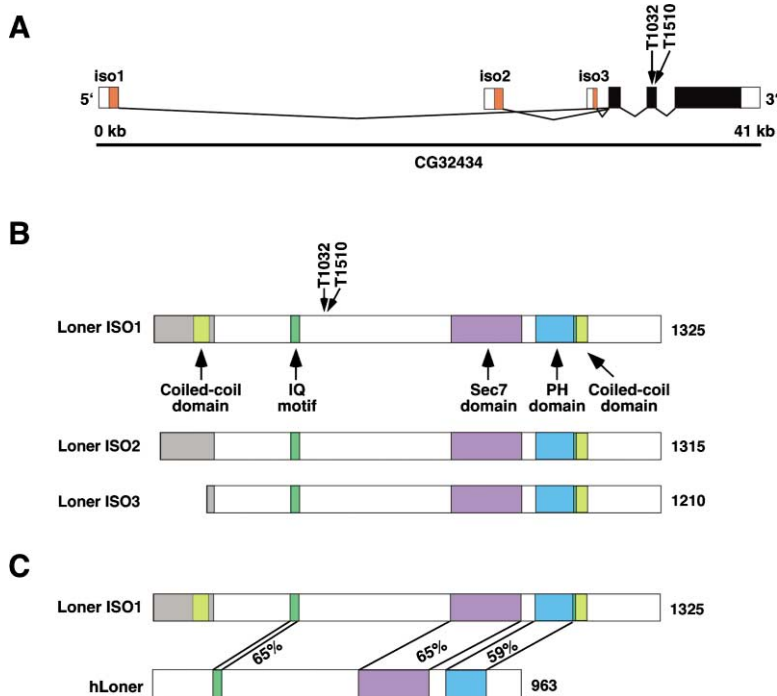 A
T1032
T1510
iso1
iso2
iso3
5'
3'
0 kb
41 kb
CG32434
B
T1032
T1510
Loner ISO1
1325
Coiled-coil
domain
IQ
motif
Sec7
domain
PH
domain
Coiled-coil
domain
Loner ISO2
1315
Loner ISO3
1210
C
Loner ISO1
1325
65%
65%
59%
hLoner
963